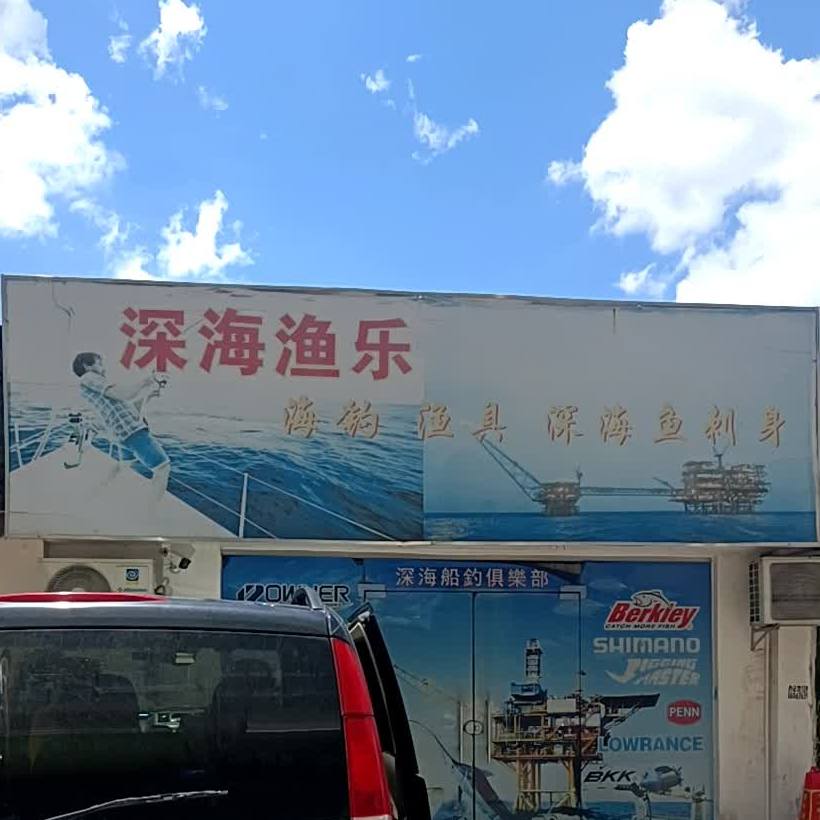 深海渔乐
海钓 渔具 深海鱼刺身
深海船釣俱樂部
OWNER
Berkley
CATCH MORE FISH
SHIMANO
JIGGING MASTER
PENN
LOWRANCE
BKK